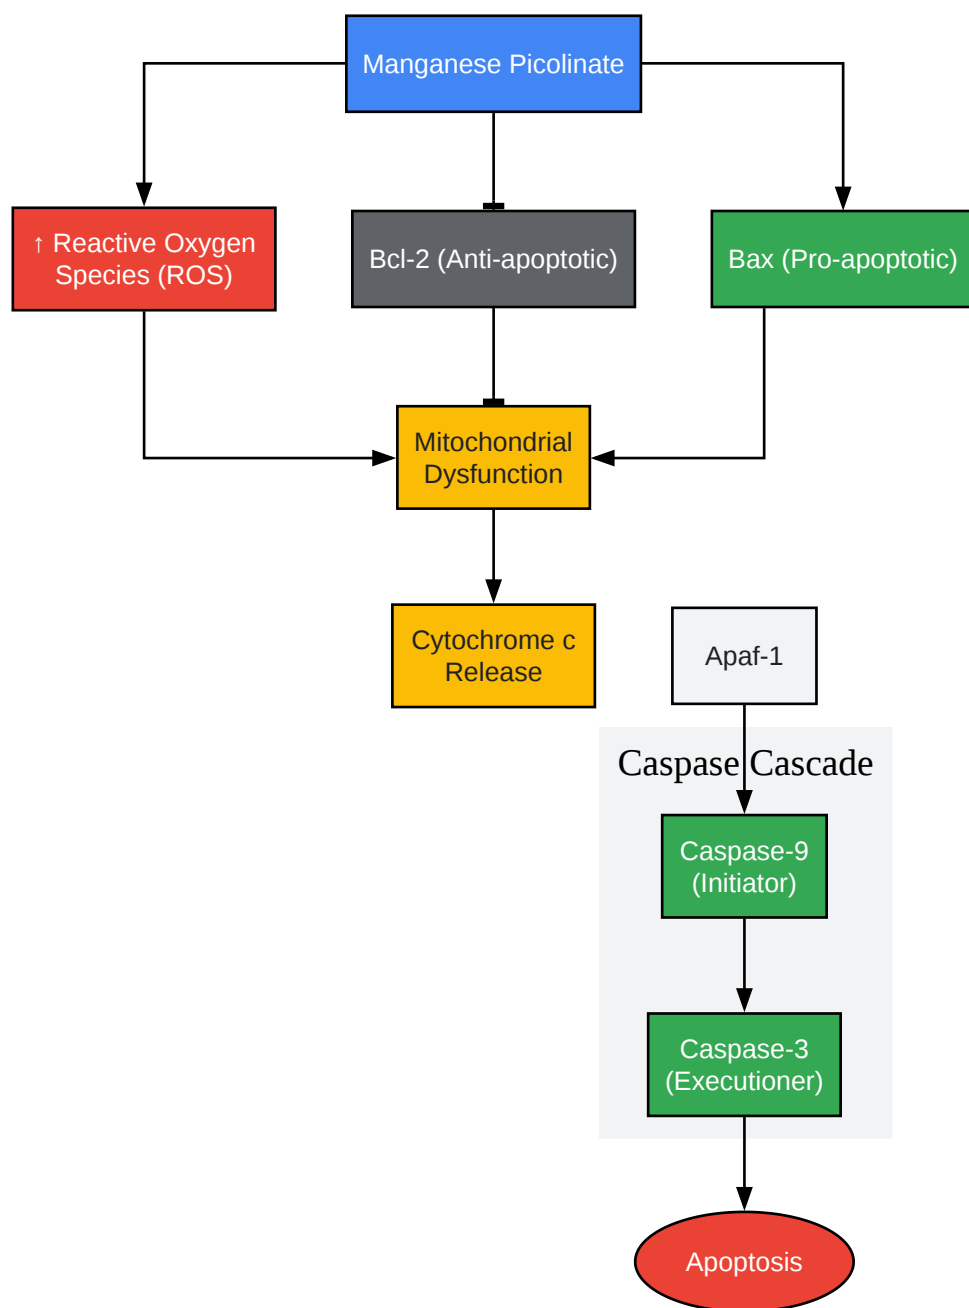 Manganese Picolinate
↑ Reactive Oxygen
Species (ROS)
Bcl-2 (Anti-apoptotic)
Bax (Pro-apoptotic)
Mitochondrial
Dysfunction
Cytochrome c
Release
Apaf-1
Caspase Cascade
Caspase-9
(Initiator)
Caspase-3
(Executioner)
Apoptosis